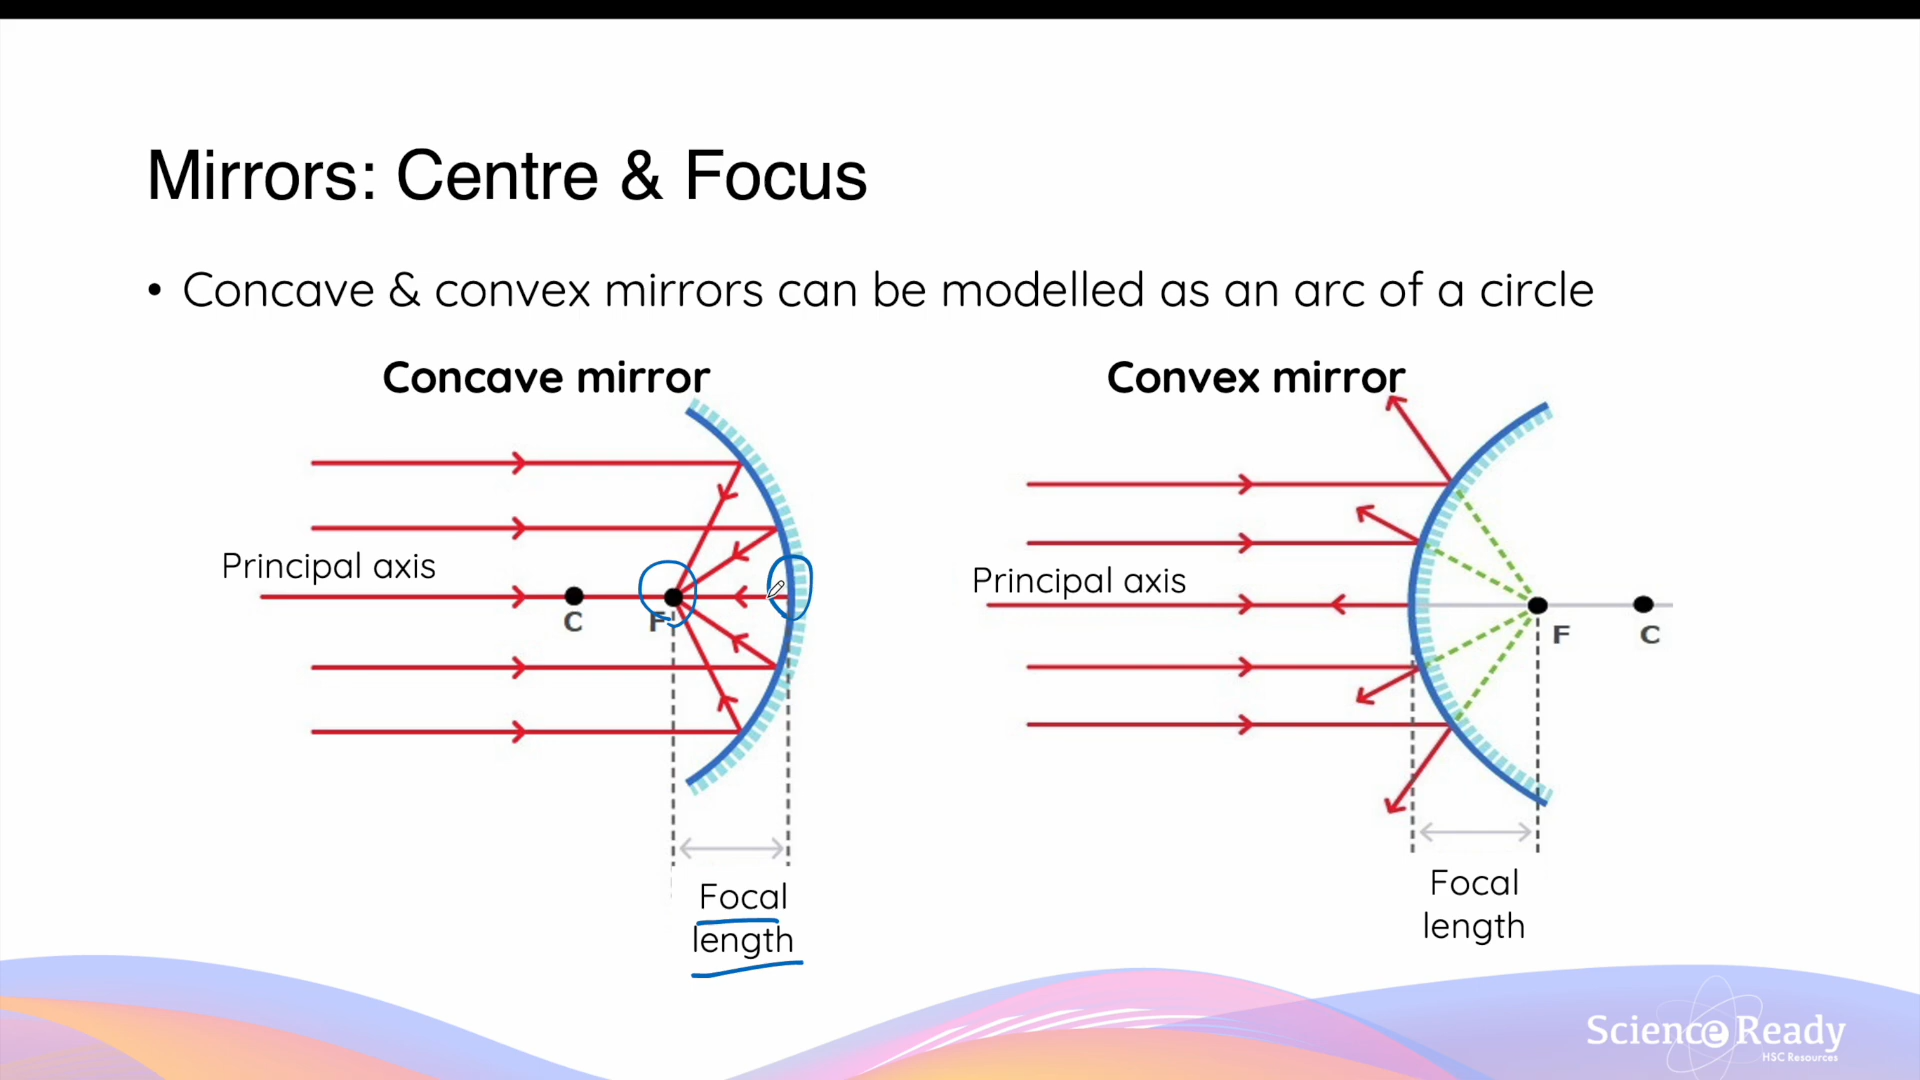 Mirrors: Centre & Focus
• Concave & convex mirrors can be modelled as an arc of a circle
Concave mirror
Principal axis
C
F
Focal
length
Convex mirror
Principal axis
F
C
Focal
length
Science Ready
HSC Resources